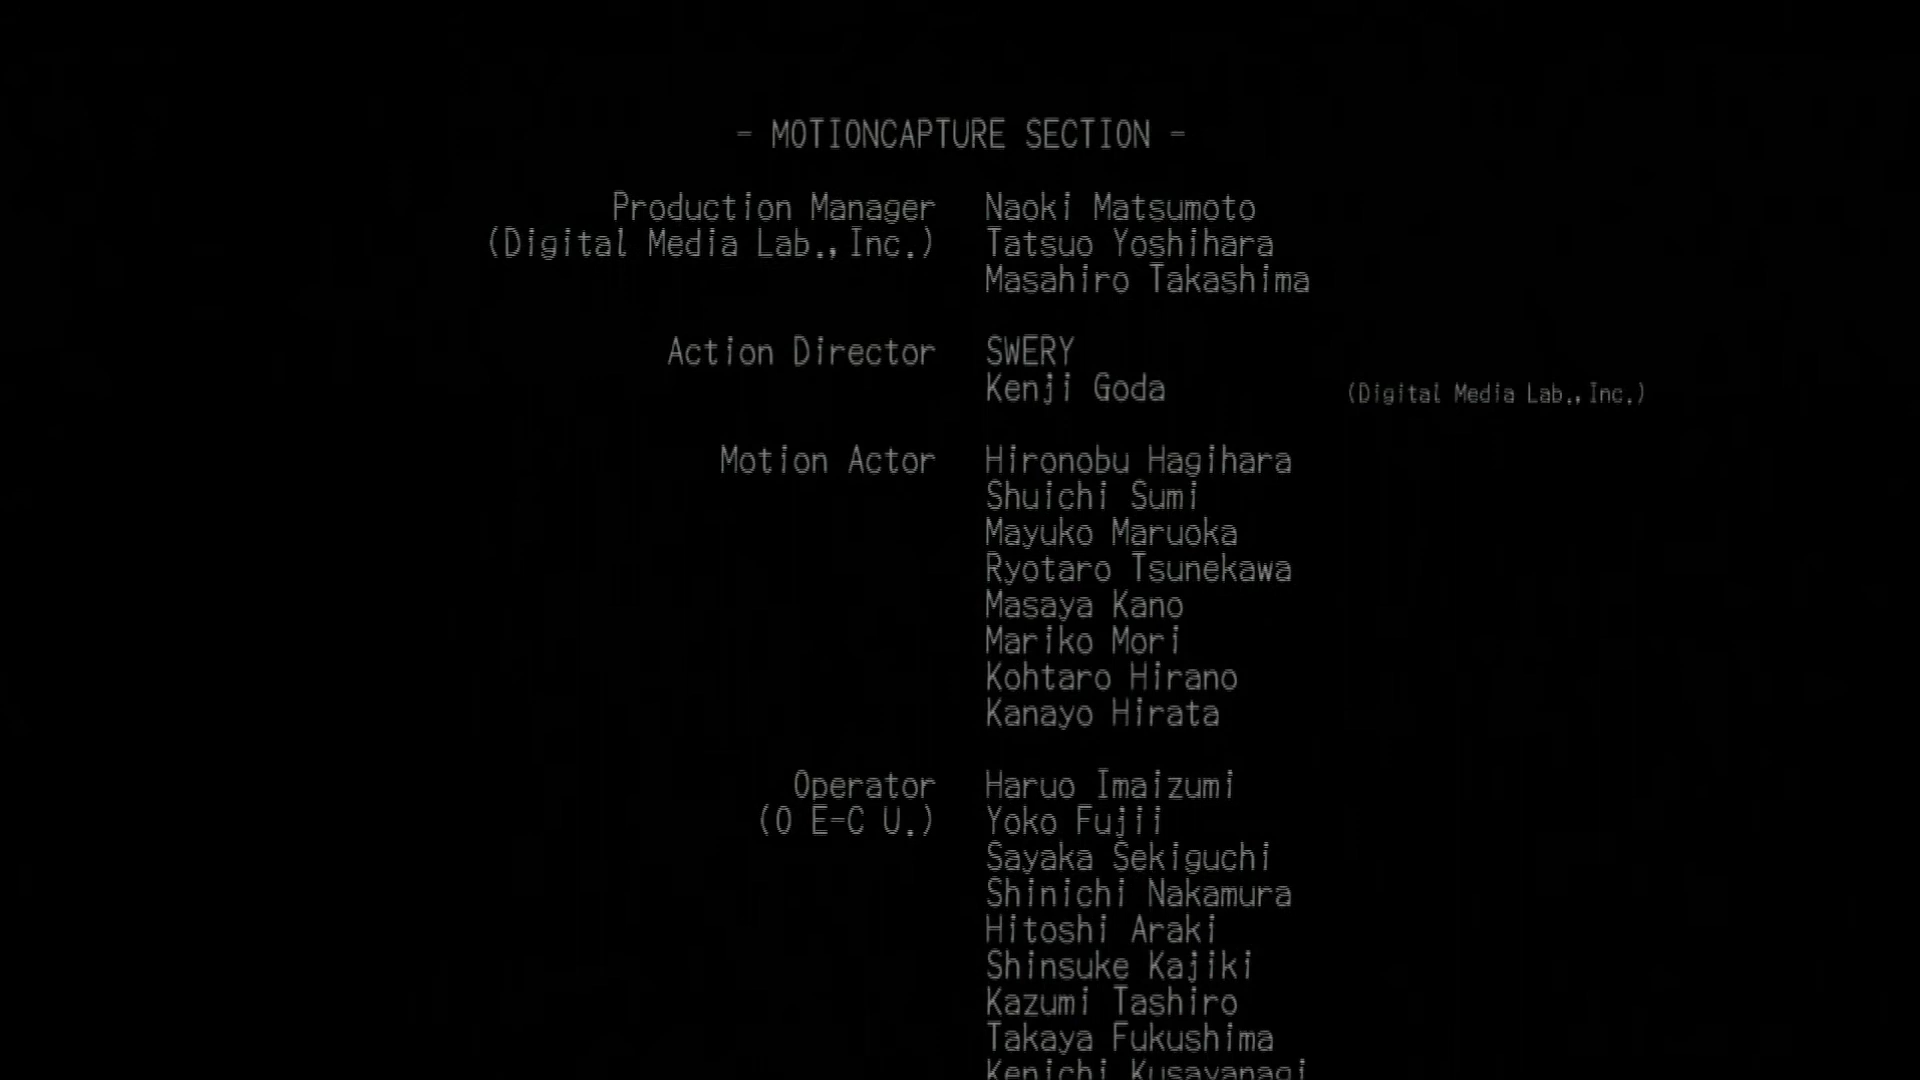 - MOTIONCAPTURE SECTION -
Production Manager Naoki Matsumoto
(Digital Media Lab.,Inc.) Tatsuo Yoshihara
Masahiro Takashima
Action Director SWERY
Kenji Goda (Digital Media Lab.,Inc.)
Motion Actor Hironobu Hagihara
Shuichi Sumi
Mayuko Maruoka
Ryotaro Tsunekawa
Masaya Kano
Mariko Mori
Kohtaro Hirano
Kanayo Hirata
Operator Haruo Imaizumi
(O E-C U.) Yoko Fujii
Sayaka Sekiguchi
Shinichi Nakamura
Hitoshi Araki
Shinsuke Kajiki
Kazumi Tashiro
Takaya Fukushima
Kenichi Kusayanagi